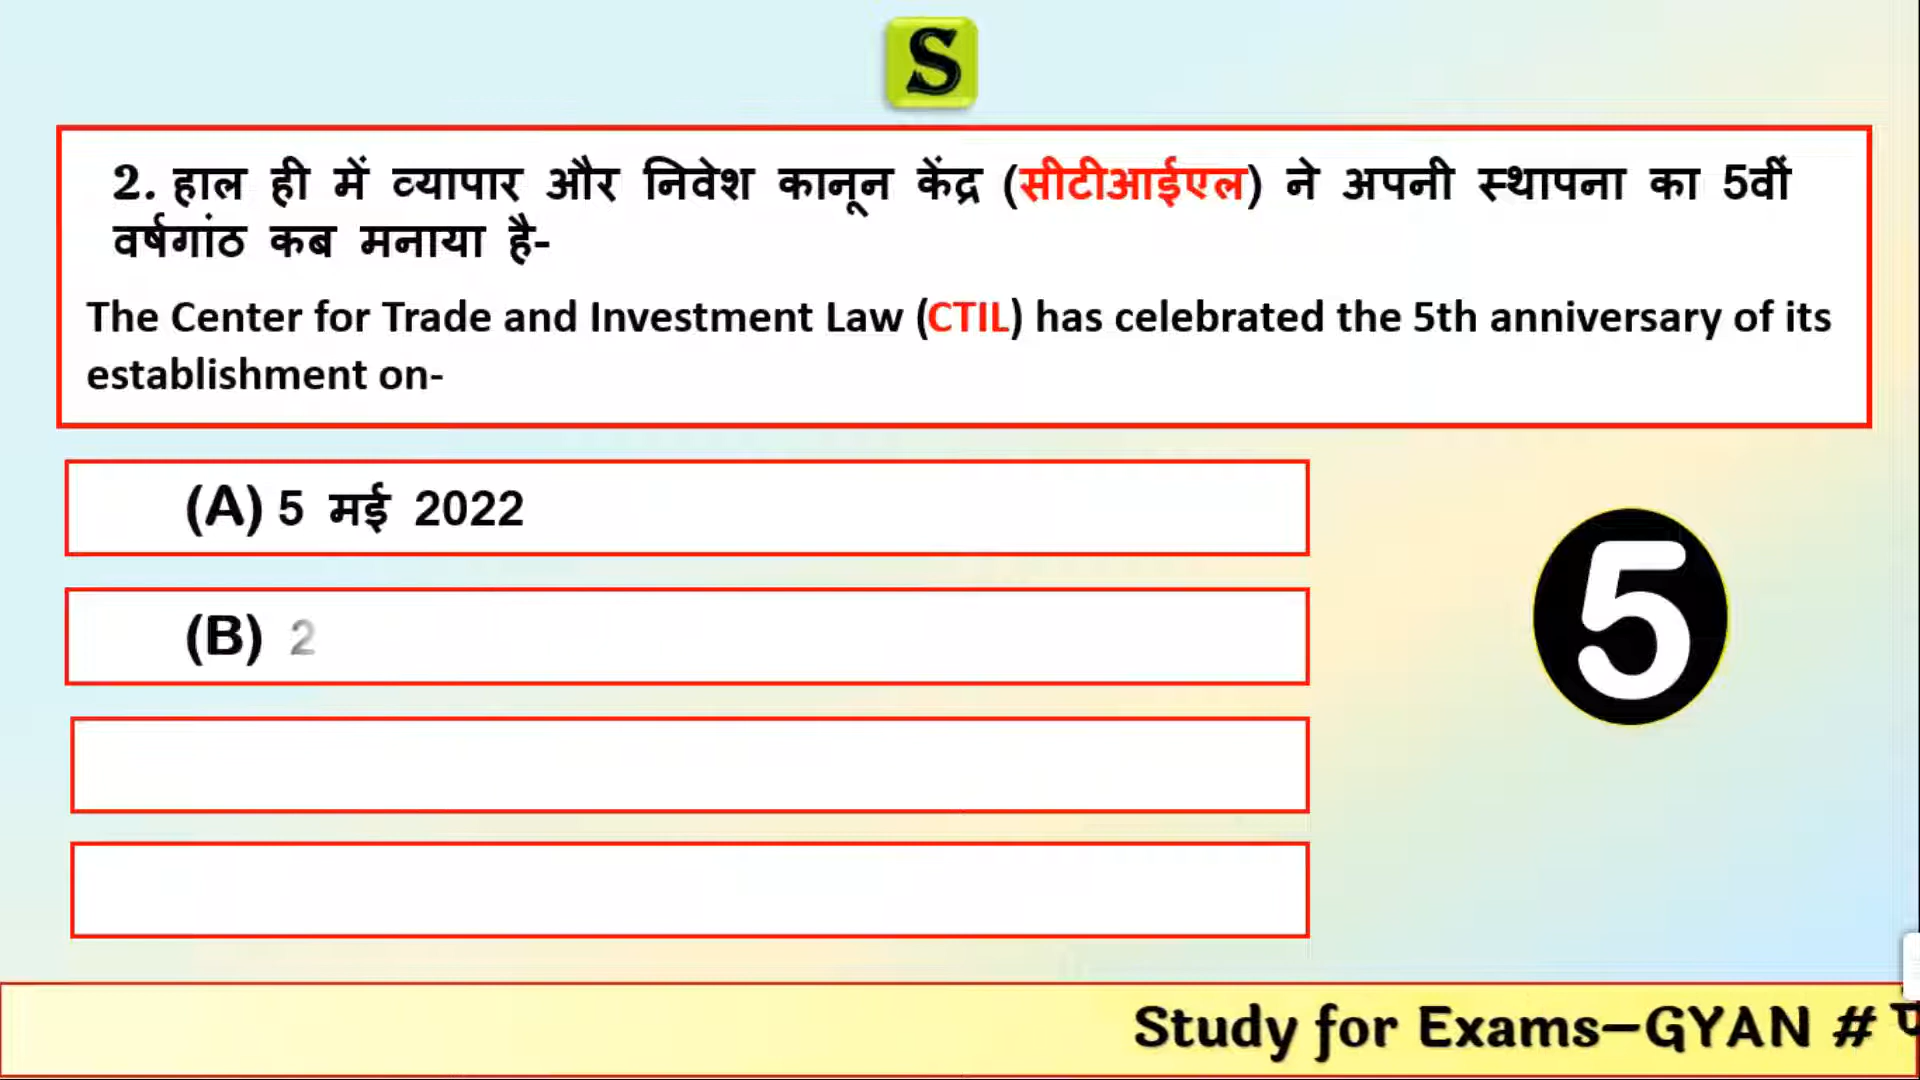 S
2. हाल ही में व्यापार और निवेश कानून केंद्र (सीटीआईएल) ने अपनी स्थापना का 5वीं
वर्षगांठ कब मनाया है-
The Center for Trade and Investment Law (CTIL) has celebrated the 5th anniversary of its
establishment on-
(A) 5 मई 2022
(B) 2
5
Study for Exams–GYAN #